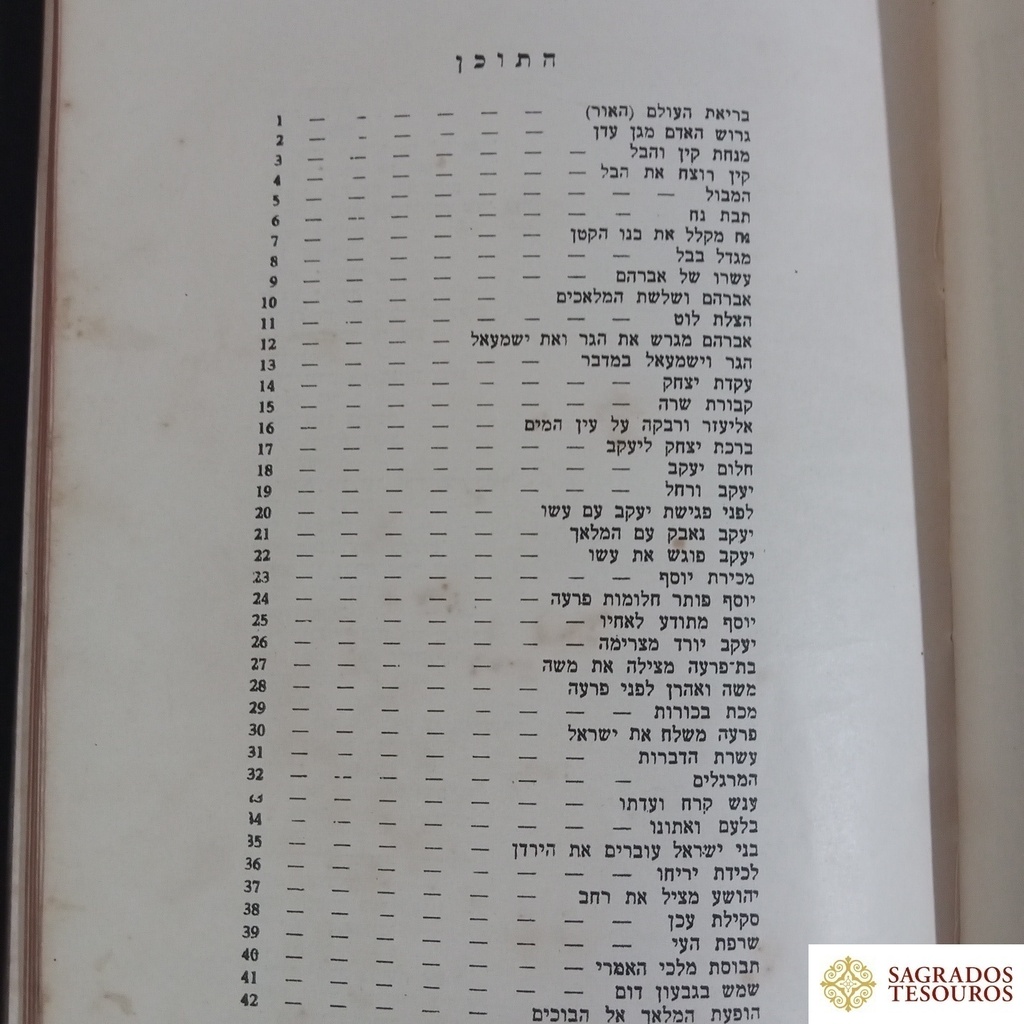 התוכן
בריאת העולם (האור) — — — — — — 1
גרוש האדם מגן עדן — — — — — — 2
מנחת קין והבל — — — — — — — 3
קין רוצח את הבל — — — — — — — 4
המבול — — — — — — — — — 5
תבת נח — — — — — — — — 6
נח מקלל את בנו הקטן — — — — — — 7
מגדל בבל — — — — — — — — 8
עשרו של אברהם — — — — — — — 9
אברהם ושלשת המלאכים — — — — — 10
הצלת לוט — — — — — — — — 11
אברהם מגרש את הגר ואת ישמעאל — — — — 12
הגר וישמעאל במדבר — — — — — — 13
עקדת יצחק — — — — — — — — 14
קבורת שרה — — — — — — — — 15
אליעזר ורבקה על עין המים — — — — — 16
ברכת יצחק ליעקב — — — — — — — 17
חלום יעקב — — — — — — — — 18
יעקב ורחל — — — — — — — — 19
לפני פגישת יעקב עם עשו — — — — — 20
יעקב נאבק עם המלאך — — — — — — 21
יעקב פוגש את עשו — — — — — — 22
מכירת יוסף — — — — — — — — 23
יוסף פותר חלומות פרעה — — — — — — 24
יוסף מתודע לאחיו — — — — — — — 25
יעקב יורד מצרימה — — — — — — — 26
בת־פרעה מצילה את משה — — — — — 27
משה ואהרן לפני פרעה — — — — — — 28
מכת בכורות — — — — — — — — 29
פרעה משלח את ישראל — — — — — — 30
עשרת הדברות — — — — — — — 31
המרגלים — — — — — — — — 32
ענש קרח ועדתו — — — — — — — 33
בלעם ואתונו — — — — — — — — 34
בני ישראל עוברים את הירדן — — — — — 35
לכידת יריחו — — — — — — — — 36
יהושע מציל את רחב — — — — — — 37
סקילת עכן — — — — — — — — 38
שרפת העי — — — — — — — — 39
תבוסת מלכי האמרי — — — — — — — 40
שמש בגבעון דום — — — — — — — 41
הופעת המלאך אל הבוכים — — — — — 42
SAGRADOS
TESOUROS